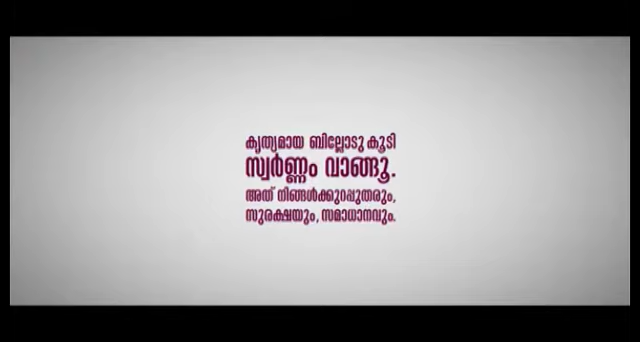 കൃത്യമായ ബില്ലോടു കൂടി
സ്വർണ്ണം വാങ്ങൂ.
അത് നിങ്ങൾക്കുറപ്പുതരും,
സുരക്ഷയും, സമാധാനവും.